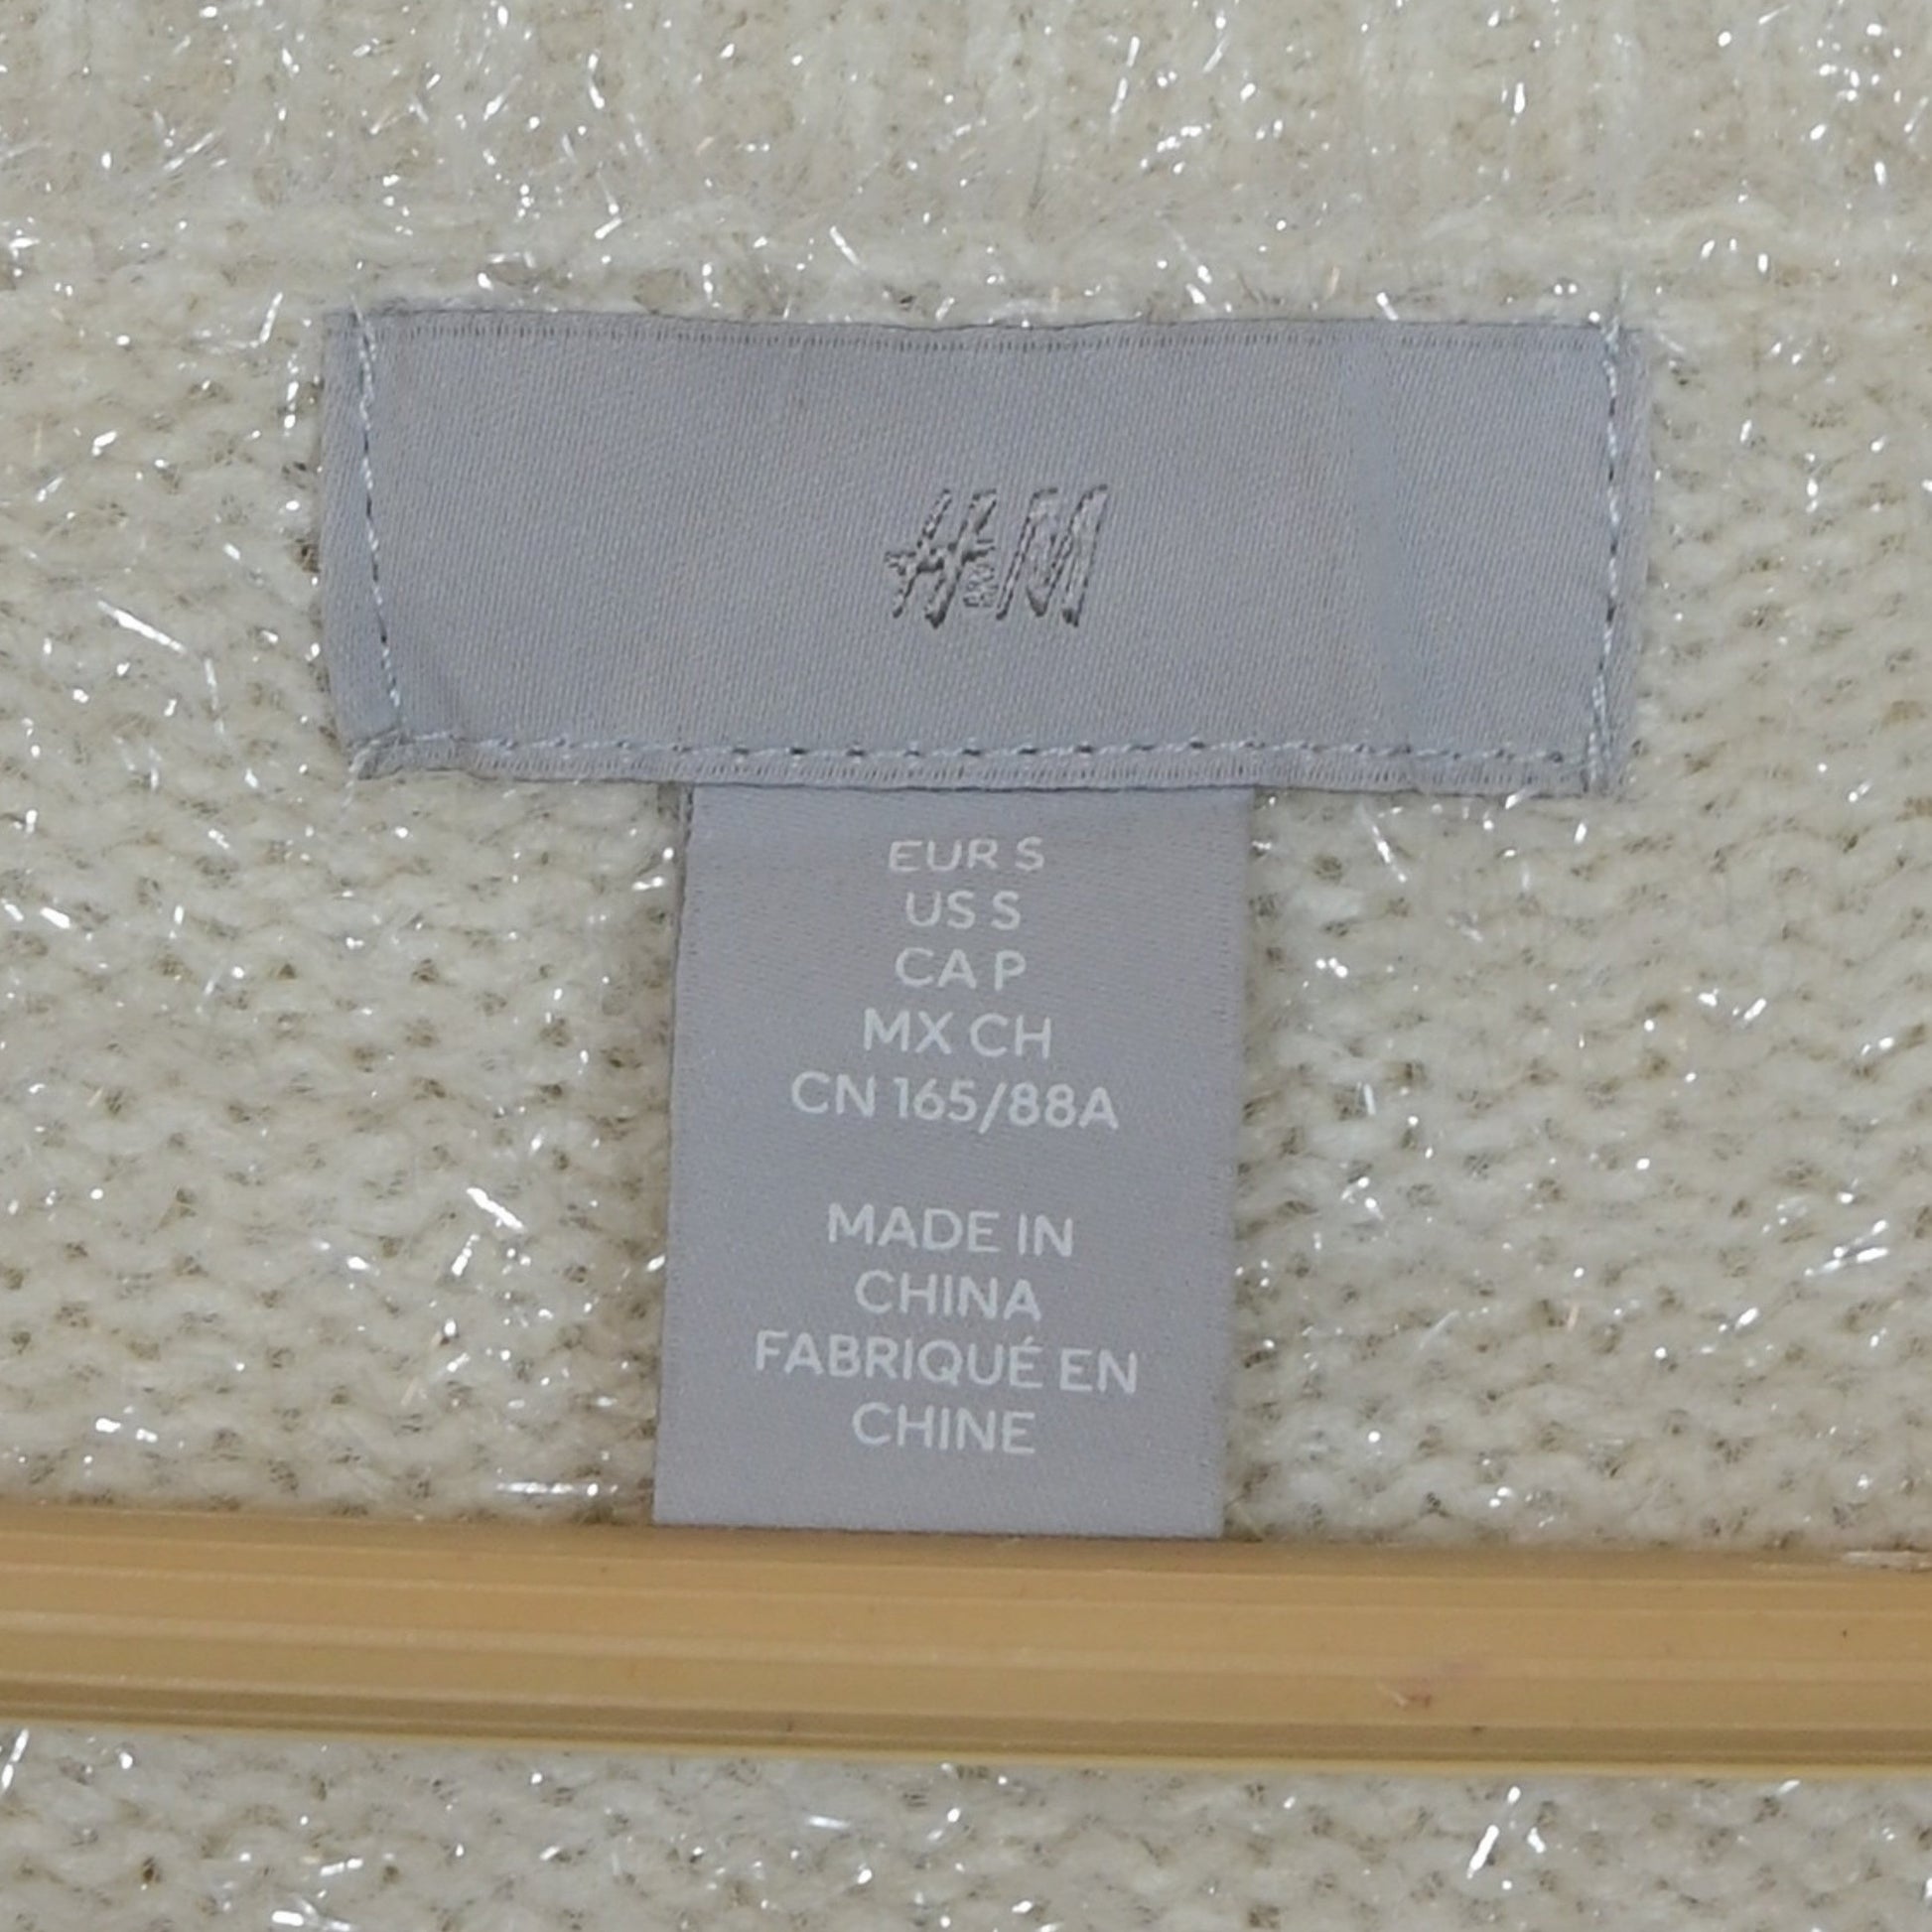 H&M
EUR S
US S
CA P
MX CH
CN 165/88A
MADE IN
CHINA
FABRIQUÉ EN
CHINE